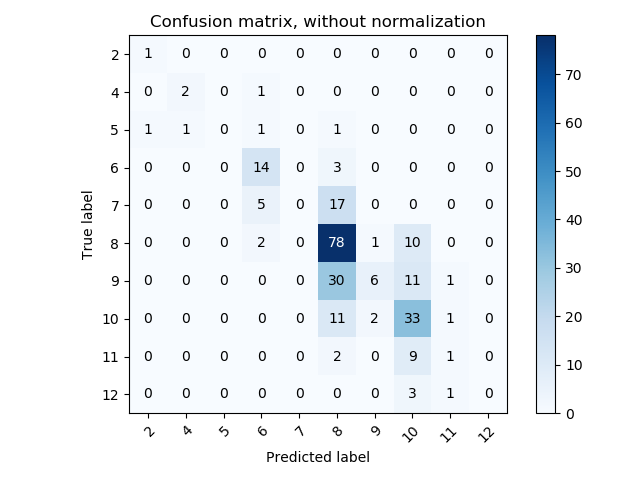 Confusion matrix, without normalization
2 1 0 0 0 0 0 0 0 0 0
4 0 2 0 1 0 0 0 0 0 0
5 1 1 0 1 0 1 0 0 0 0
6 0 0 0 14 0 3 0 0 0 0
7 0 0 0 5 0 17 0 0 0 0
8 0 0 0 2 0 78 1 10 0 0
9 0 0 0 0 0 30 6 11 1 0
10 0 0 0 0 0 11 2 33 1 0
11 0 0 0 0 0 2 0 9 1 0
12 0 0 0 0 0 0 0 3 1 0
2 4 5 6 7 8 9 10 11 12
True label
Predicted label
70
60
50
40
30
20
10
0